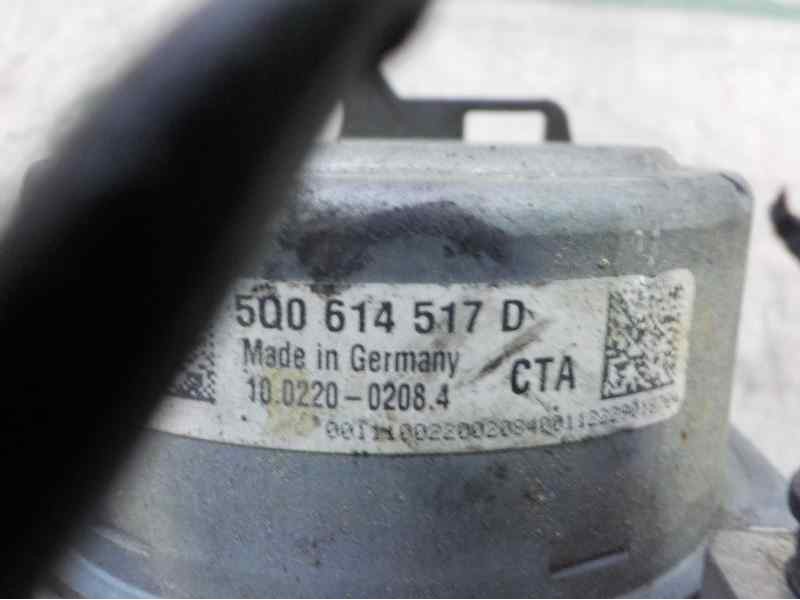 5Q0 614 517 D
Made in Germany
10.0220-0208.4
CTA